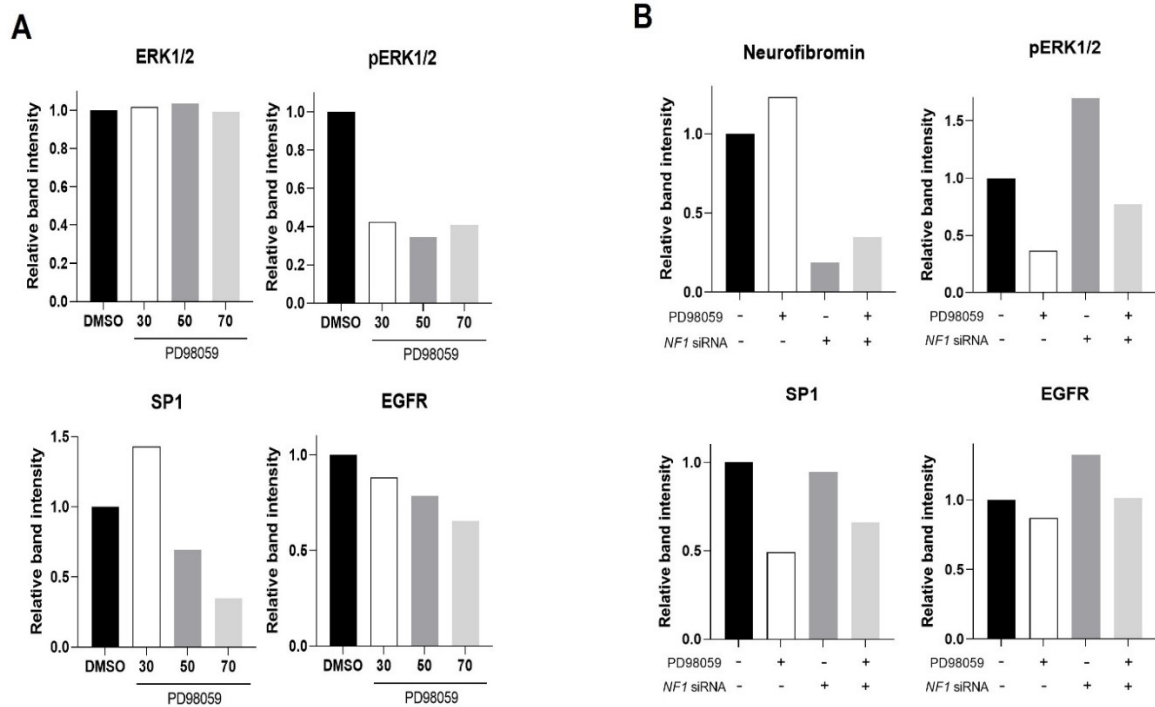 A
ERK1/2
Relative band intensity
1.0
0.8
0.6
0.4
0.2
0.0
DMSO 30 50 70
PD98059
pERK1/2
Relative band intensity
1.0
0.8
0.6
0.4
0.2
0.0
DMSO 30 50 70
PD98059
SP1
Relative band intensity
1.5
1.0
0.5
0.0
DMSO 30 50 70
PD98059
EGFR
Relative band intensity
1.0
0.5
0.0
DMSO 30 50 70
PD98059
B
Neurofibromin
Relative band intensity
1.0
0.5
0.0
PD98059 - + - +
NF1 siRNA - - + +
pERK1/2
Relative band intensity
1.5
1.0
0.5
0.0
PD98059 - + - +
NF1 siRNA - - + +
SP1
Relative band intensity
1.0
0.5
0.0
PD98059 - + - +
NF1 siRNA - - + +
EGFR
Relative band intensity
1.0
0.5
0.0
PD98059 - + - +
NF1 siRNA - - + +